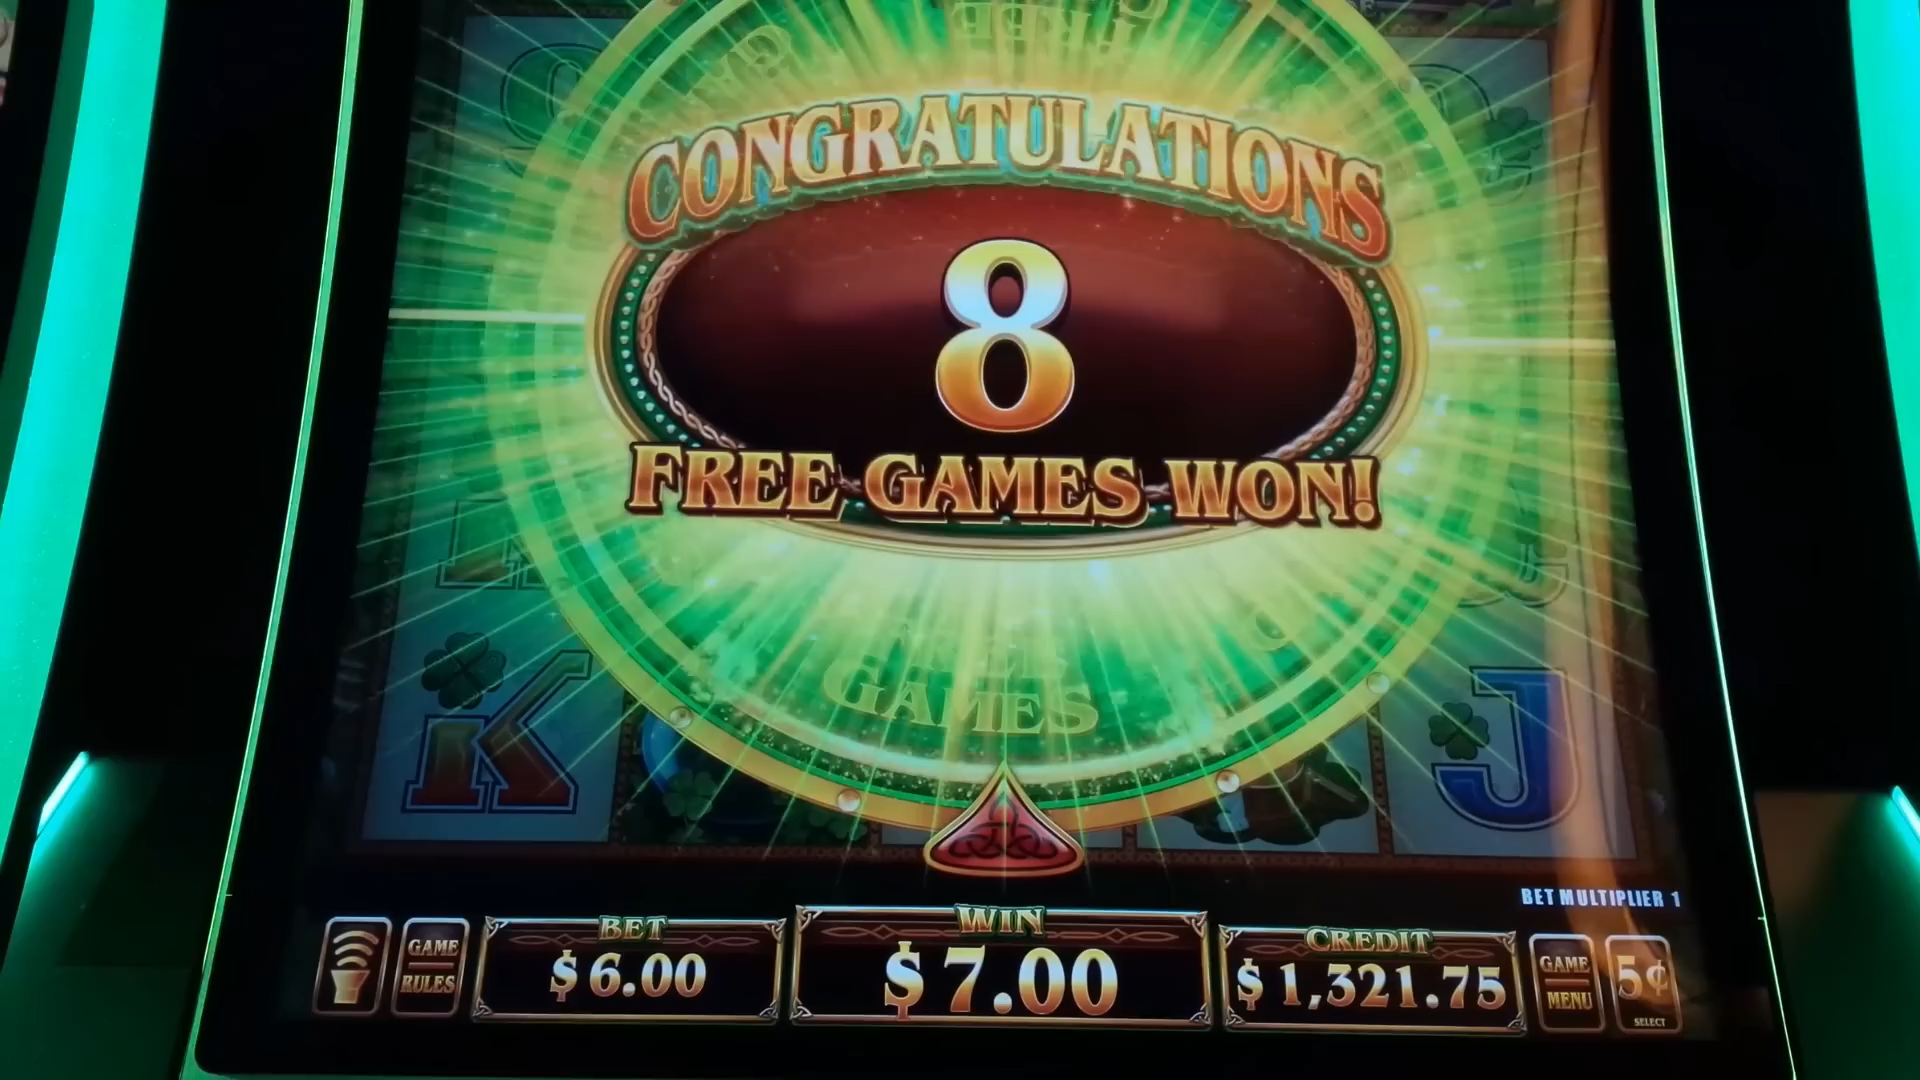 FREE
CONGRATULATIONS
8
FREE GAMES WON!
GAMES
K
J
BET MULTIPLIER 1
GAME
RULES
BET
$6.00
WIN
$7.00
CREDIT
$1,321.75
GAME
MENU
5¢
SELECT